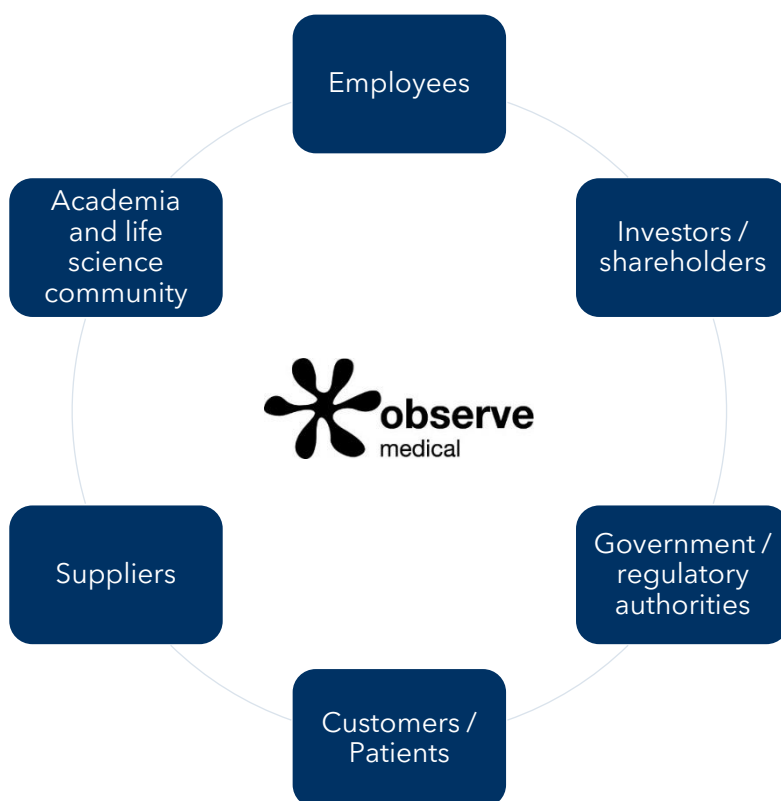 Employees
Academia
and life
science
community
Investors /
shareholders
observe
medical
Suppliers
Government /
regulatory
authorities
Customers /
Patients